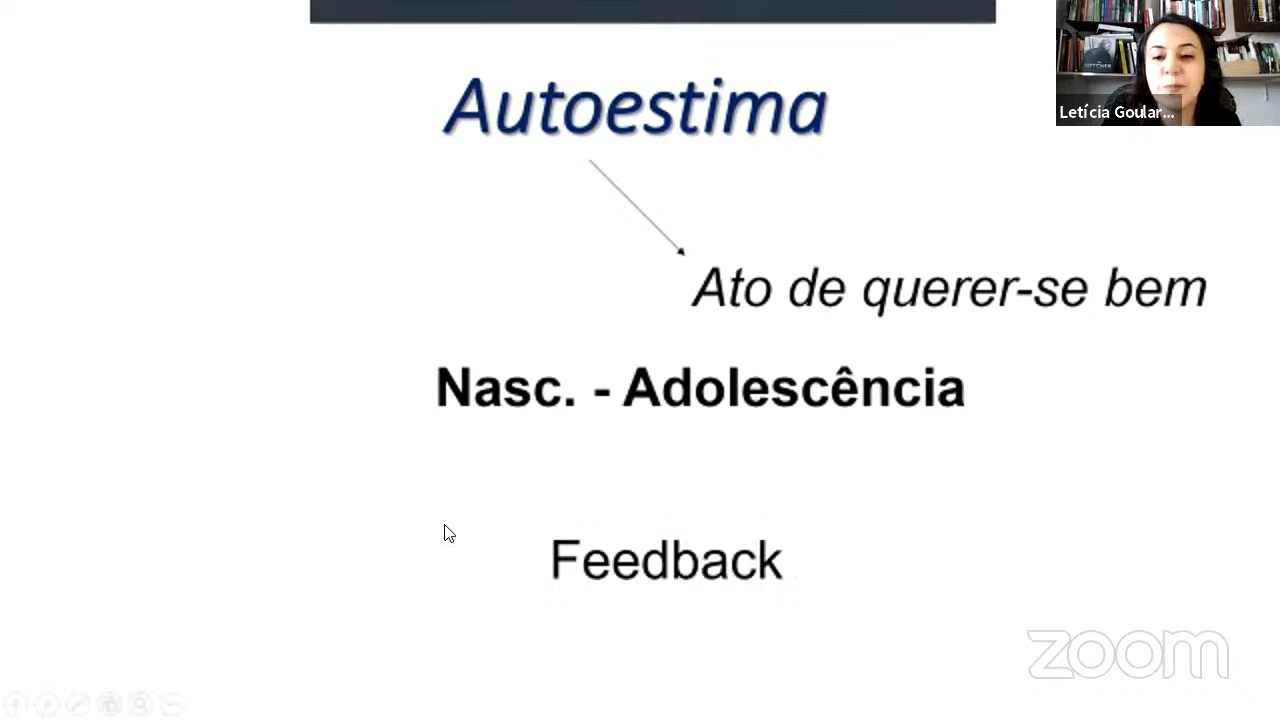 Autoestima
Letícia Goular...
Ato de querer-se bem
Nasc. - Adolescência
Feedback
zoom